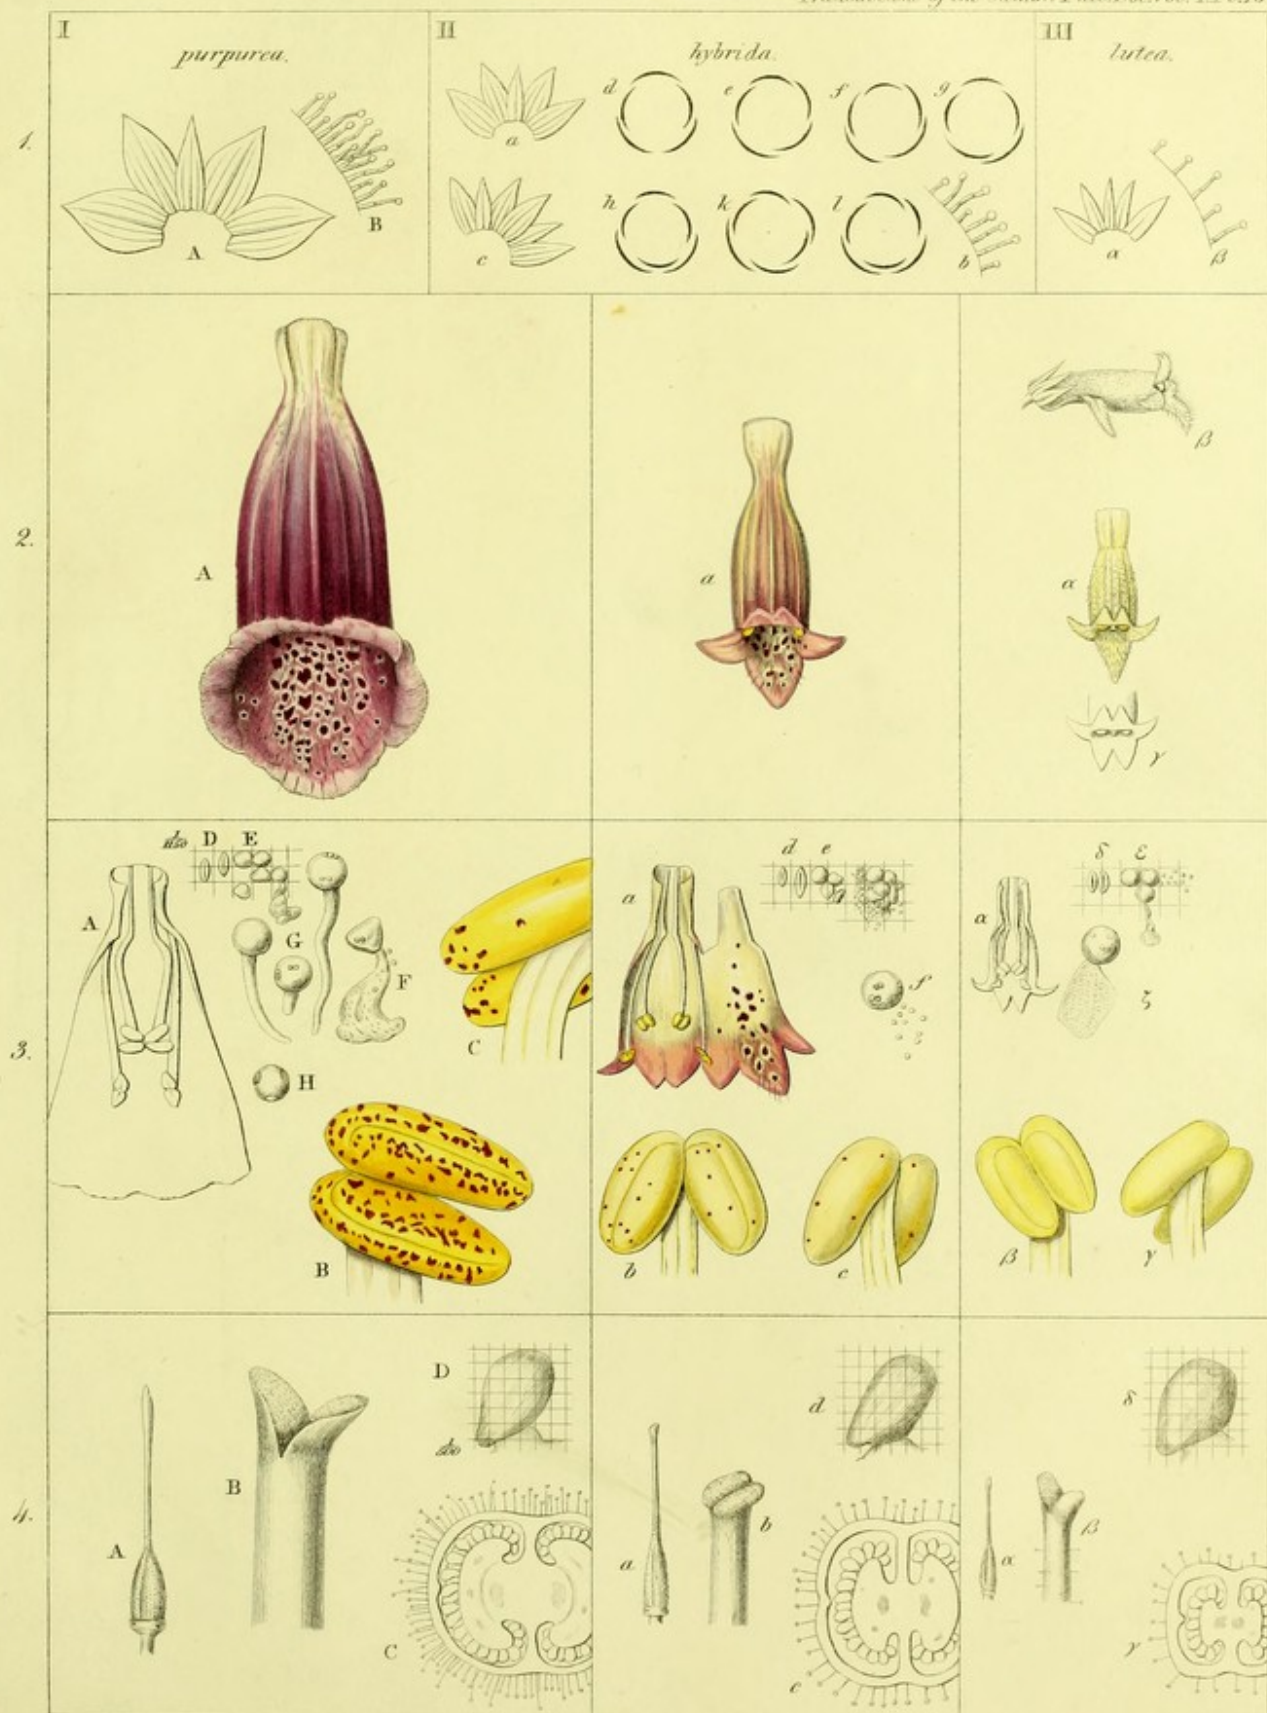 I II III
purpurea. hybrida. lutea.
1.
A B
a d e f g
c h k l b
α β
2.
A
a
β
α
γ
3.
D E
A G F C
H
B
a d e
f
b c
α δ ε
ζ
β γ
4.
A B D
C
a b d
c
α β δ
γ